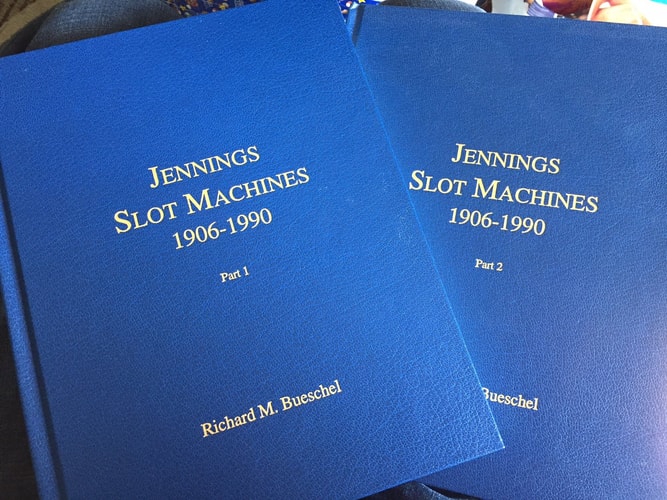 JENNINGS
SLOT MACHINES
1906-1990
Part 1
Richard M. Bueschel
JENNINGS
SLOT MACHINES
1906-1990
Part 2
Bueschel